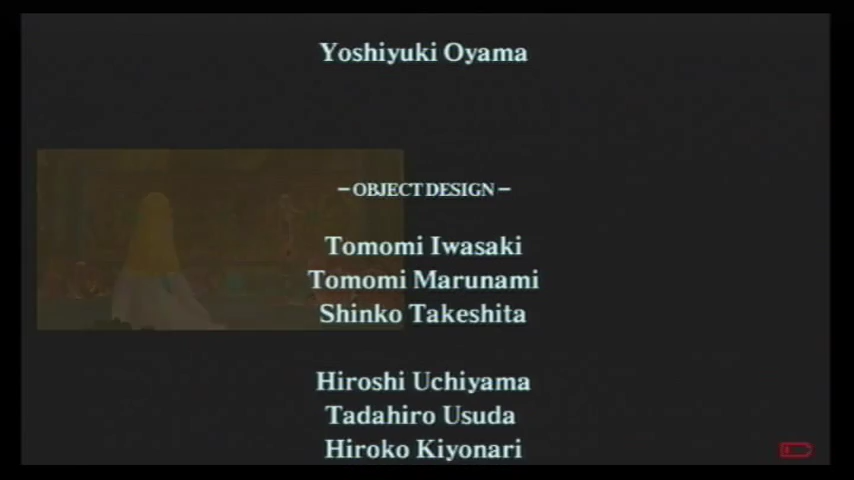 Yoshiyuki Oyama
－OBJECT DESIGN－
Tomomi Iwasaki
Tomomi Marunami
Shinko Takeshita
Hiroshi Uchiyama
Tadahiro Usuda
Hiroko Kiyonari